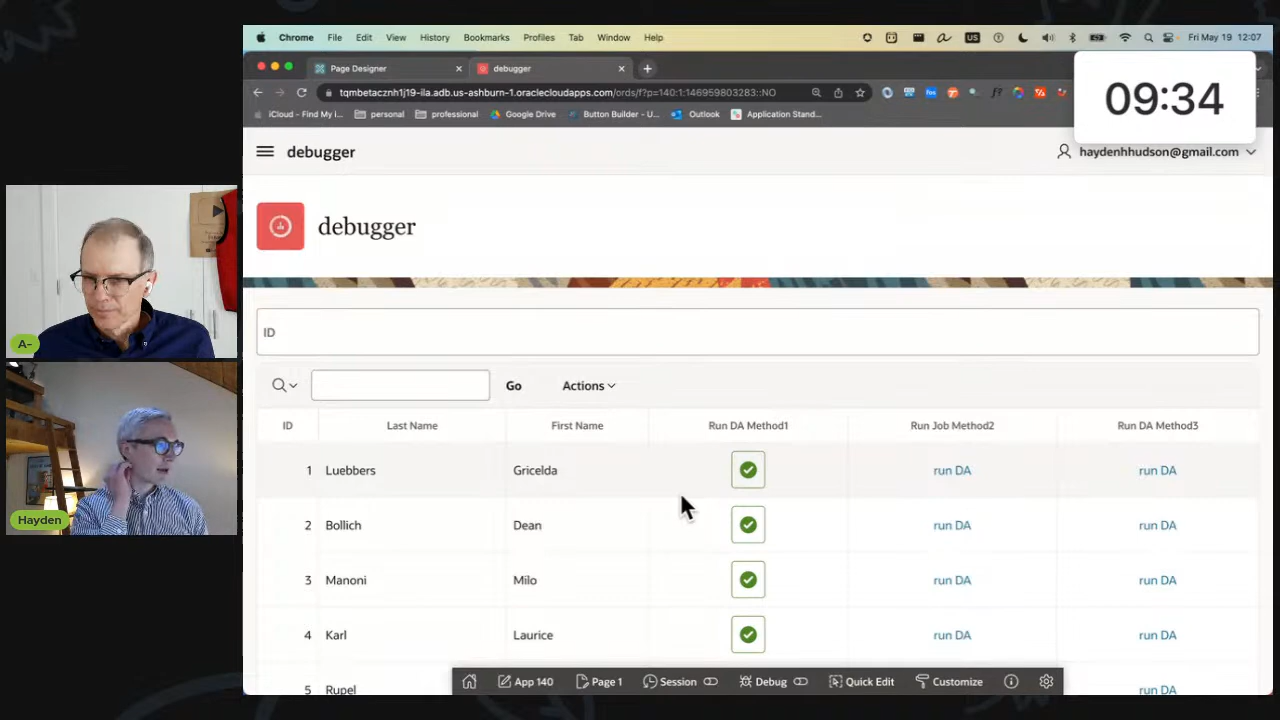 Chrome File Edit View History Bookmarks Profiles Tab Window Help US Fri May 19 12:07
Page Designer debugger
09:34
tqmbetacznh1j19-ila.adb.us-ashburn-1.oraclecloudapps.com/ords/f?p=140:1:146959803283::NO
iCloud - Find My i... personal professional Google Drive Button Builder - U... Outlook Application Stand...
debugger haydenhhudson@gmail.com
debugger
ID
Go Actions
ID Last Name First Name Run DA Method1 Run Job Method2 Run DA Method3
1 Luebbers Gricelda run DA run DA
2 Bollich Dean run DA run DA
3 Manoni Milo run DA run DA
4 Karl Laurice run DA run DA
5 Rupel run DA
App 140 Page 1 Session Debug Quick Edit Customize
A-
Hayden